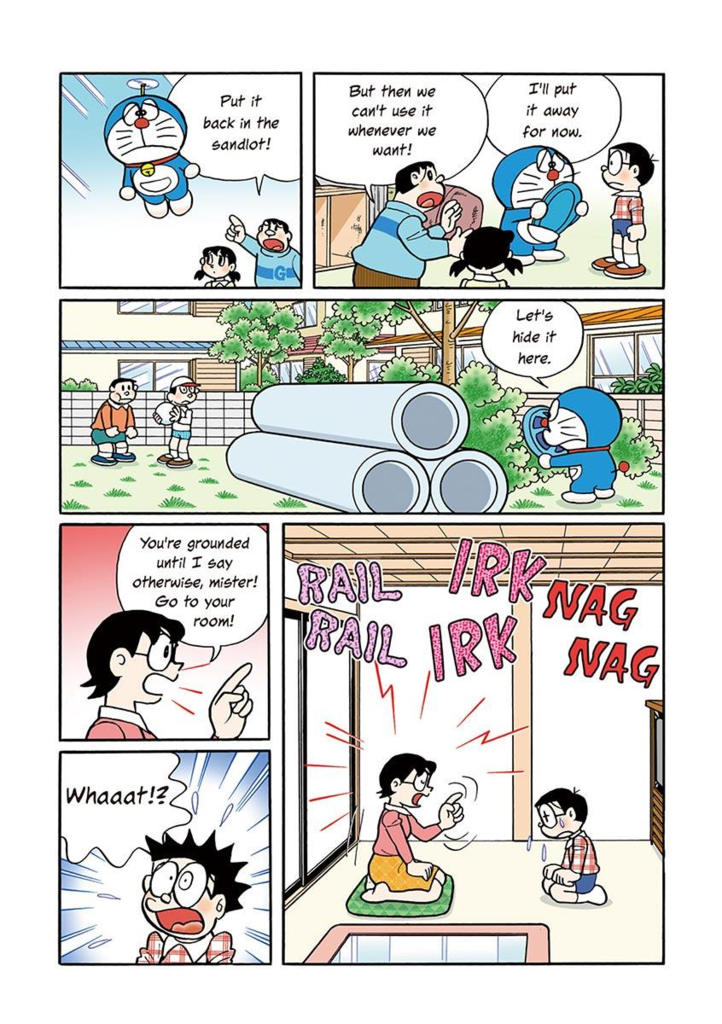 I'll put
it away
for now.
But then we
can't use it
whenever we
want!
Put it
back in the
sandlot!
G
Let's
hide it
here.
NAG
NAG
IRK
IRK
RAIL
RAIL
You're grounded
until I say
otherwise, mister!
Go to your
room!
Whaaat!?